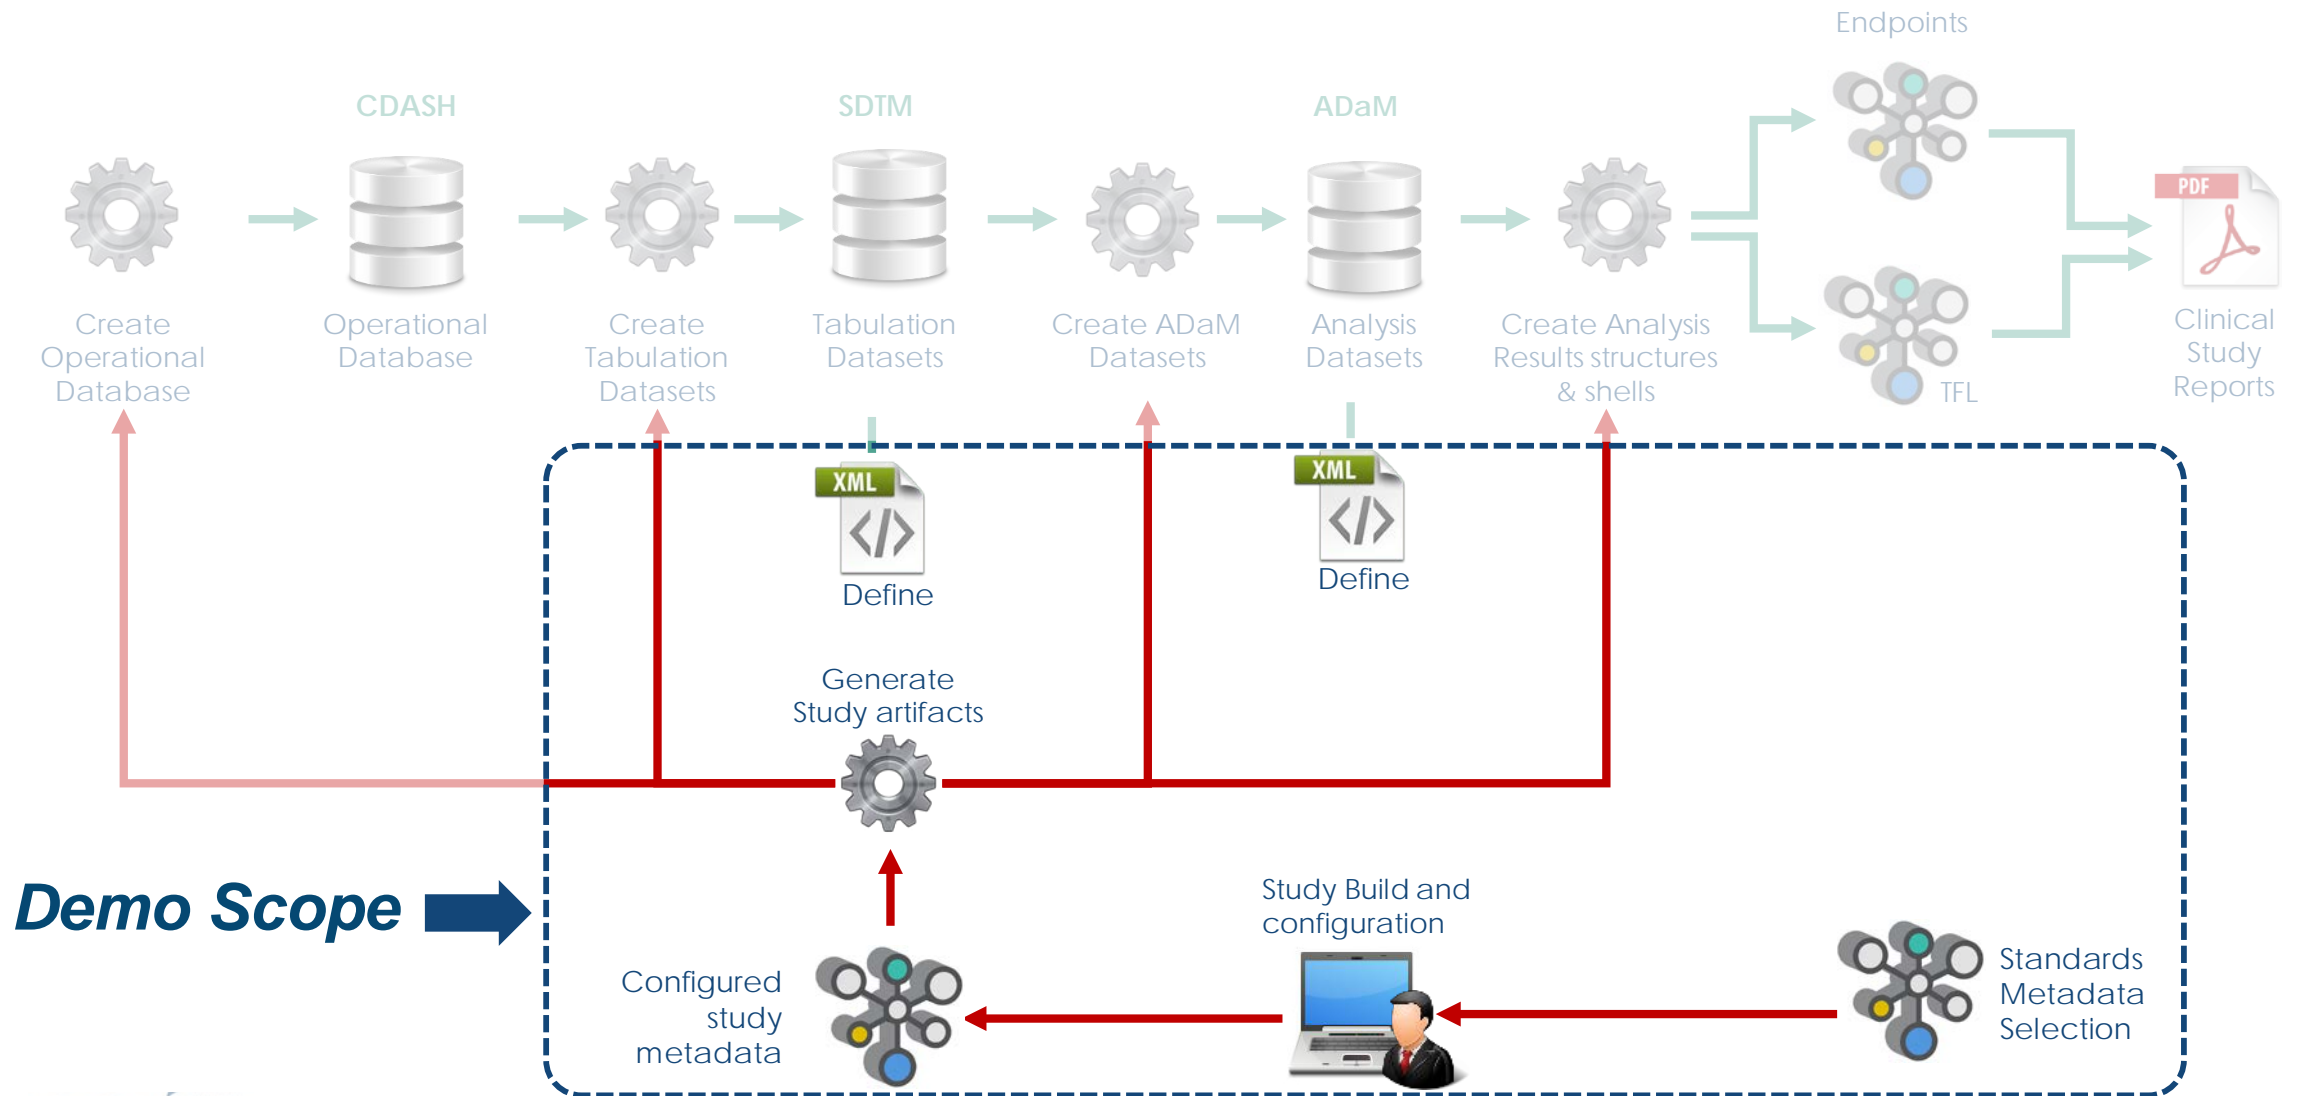 Endpoints
CDASH
SDTM
ADaM
PDF
Create
Operational
Database
Operational
Database
Create
Tabulation
Datasets
Tabulation
Datasets
Create ADaM
Datasets
Analysis
Datasets
Create Analysis
Results structures
& shells
TFL
Clinical
Study
Reports
XML
</>
Define
XML
</>
Define
Generate
Study artifacts
Demo Scope
Study Build and
configuration
Configured
study
metadata
Standards
Metadata
Selection